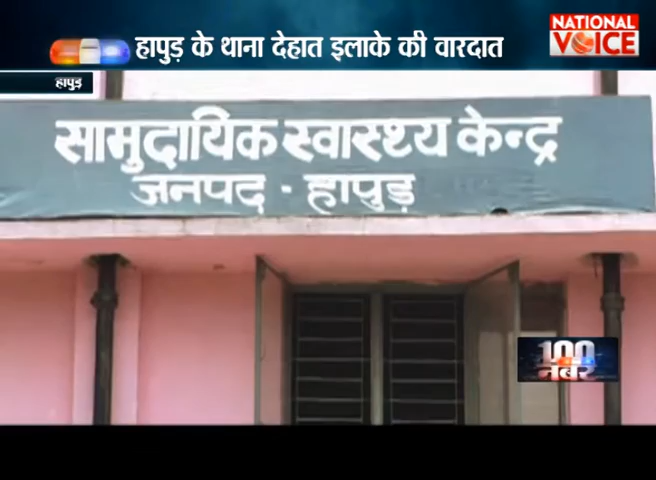 हापुड़ के थाना देहात इलाके की वारदात
NATIONAL
VOICE
हापुड़
सामुदायिक स्वास्थ्य केन्द्र
जनपद - हापुड़
100
नंबर